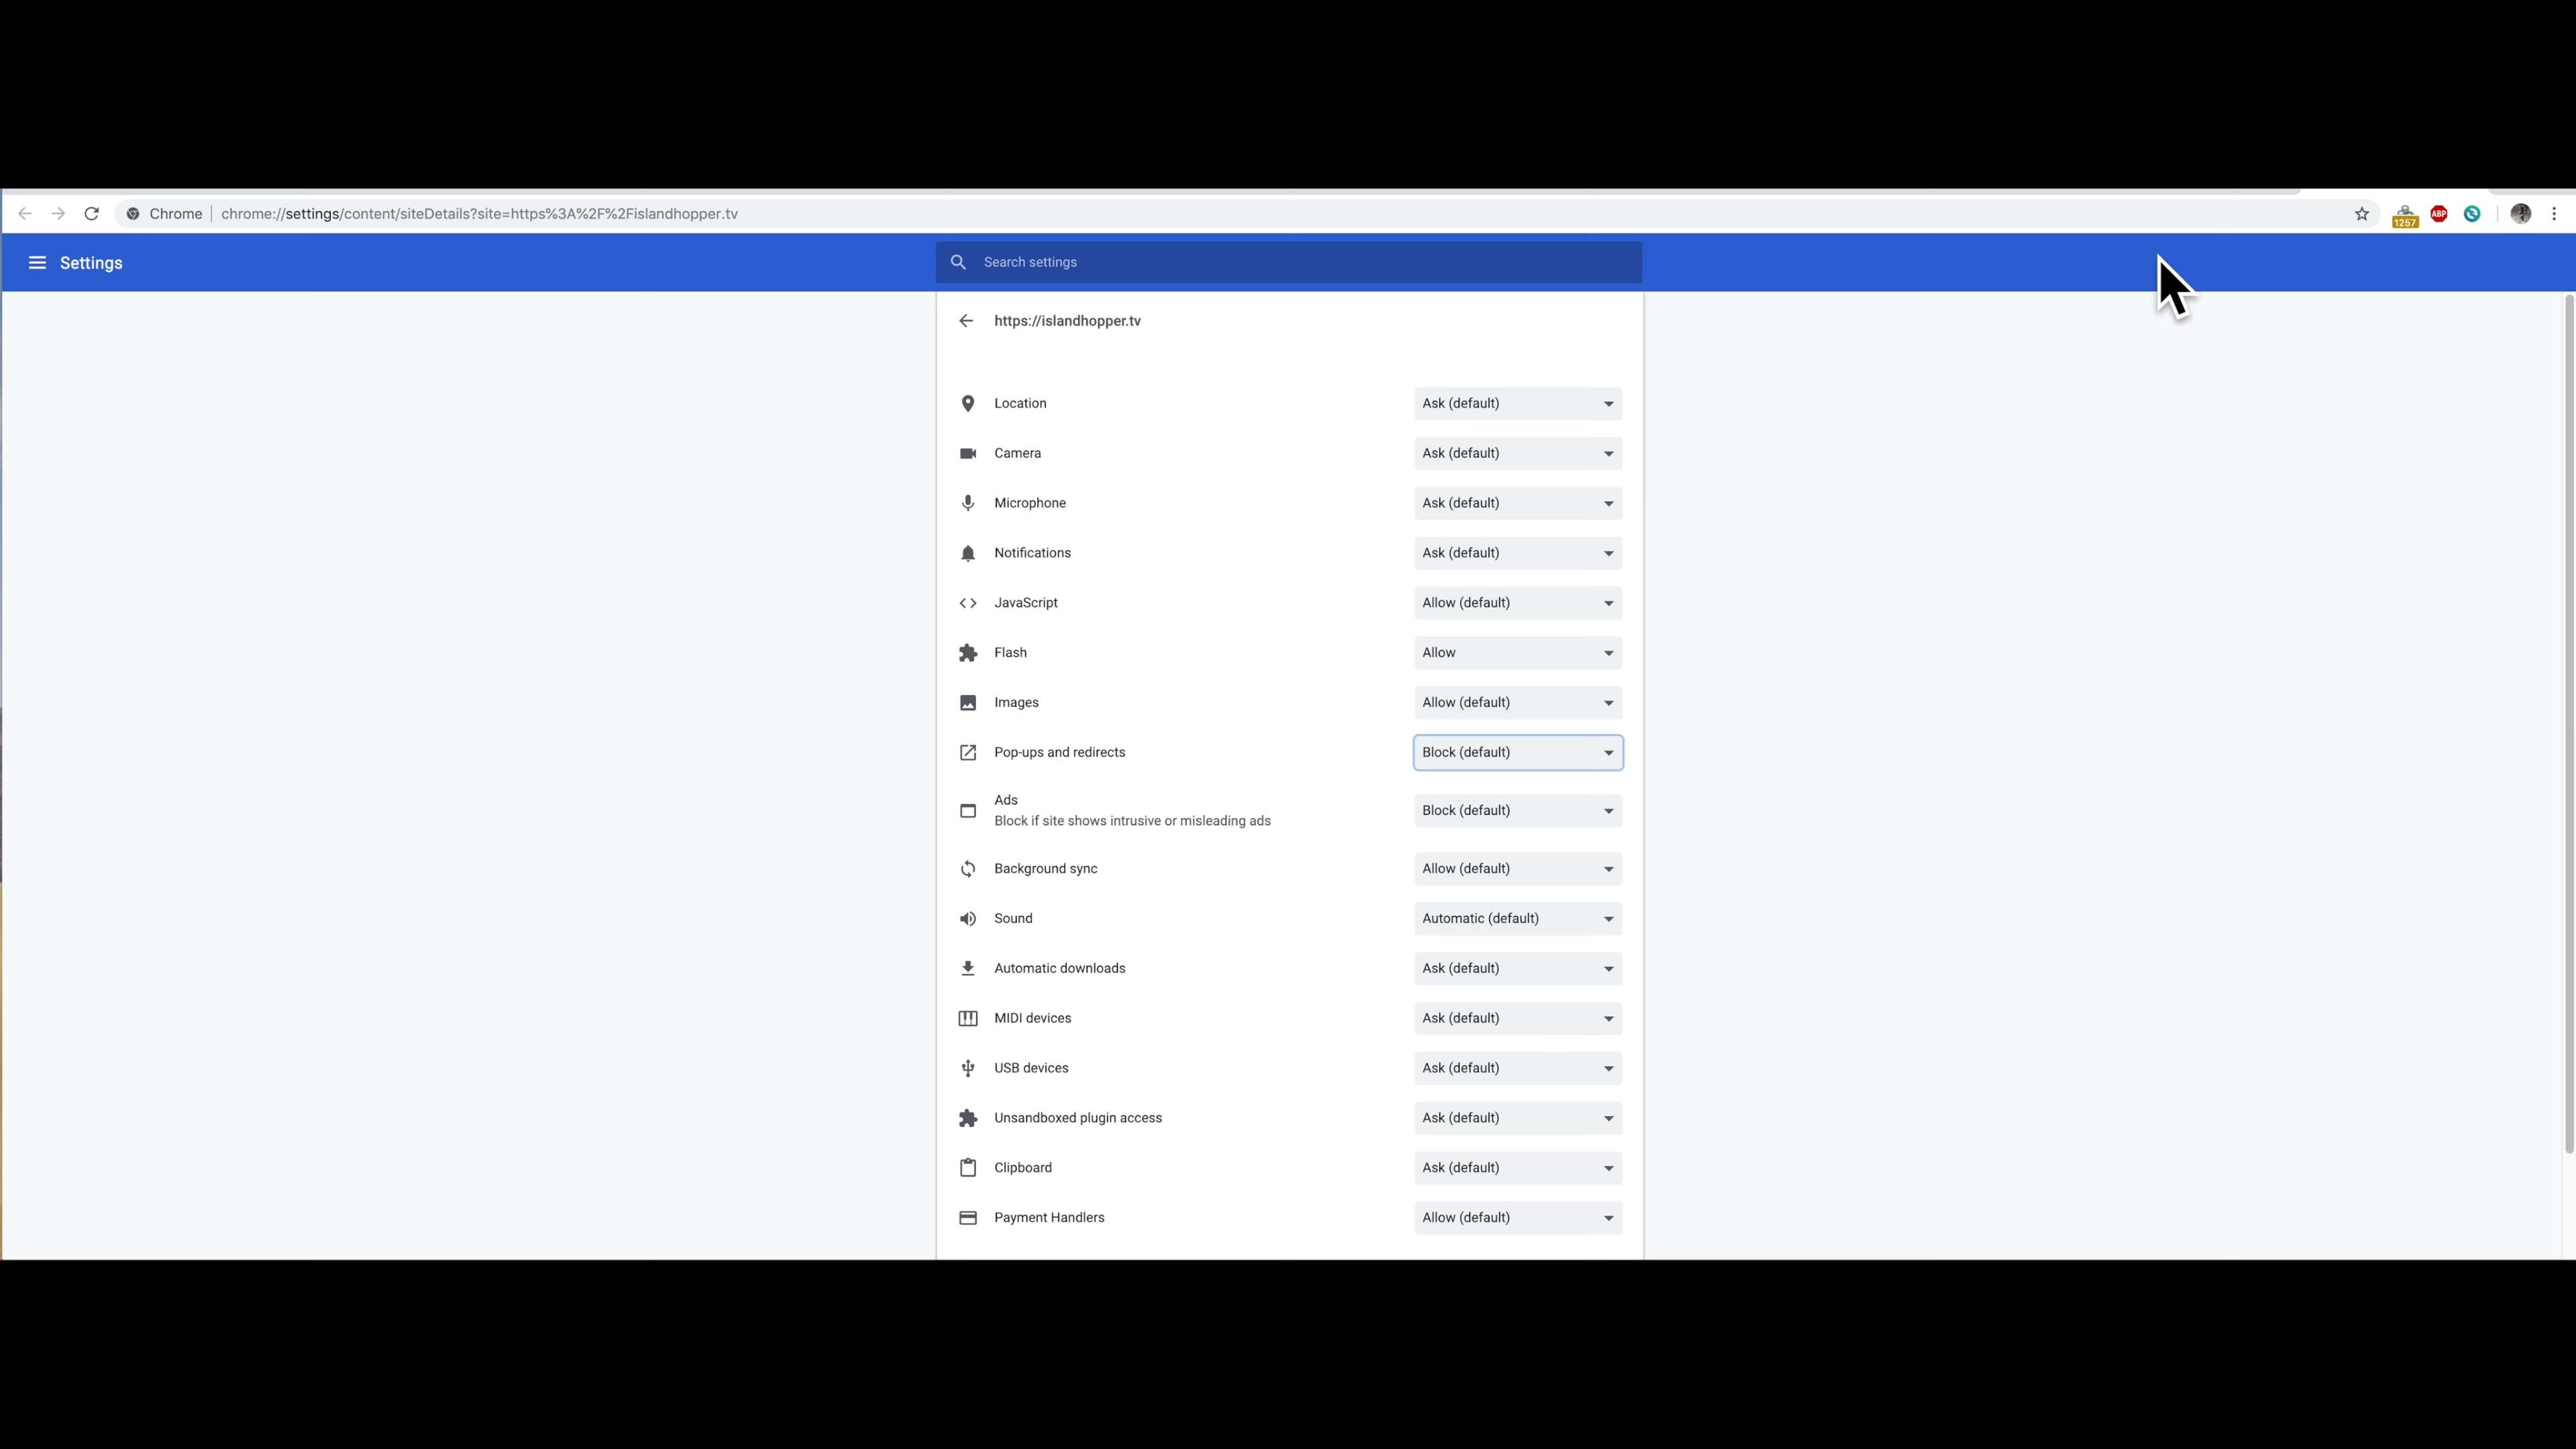 Chrome | chrome://settings/content/siteDetails?site=https%3A%2F%2Fislandhopper.tv
1257
ABP
Settings
Search settings
https://islandhopper.tv
Location Ask (default)
Camera Ask (default)
Microphone Ask (default)
Notifications Ask (default)
JavaScript Allow (default)
Flash Allow
Images Allow (default)
Pop-ups and redirects Block (default)
Ads
Block if site shows intrusive or misleading ads Block (default)
Background sync Allow (default)
Sound Automatic (default)
Automatic downloads Ask (default)
MIDI devices Ask (default)
USB devices Ask (default)
Unsandboxed plugin access Ask (default)
Clipboard Ask (default)
Payment Handlers Allow (default)